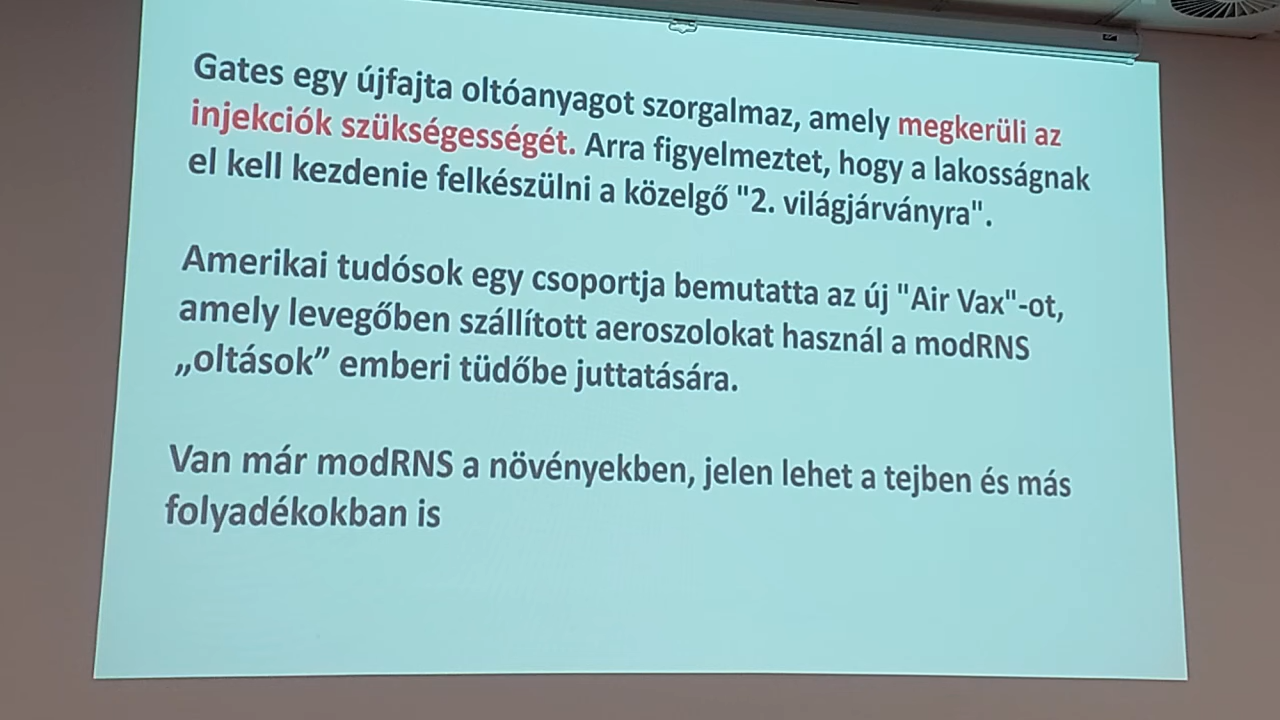 Gates egy újfajta oltóanyagot szorgalmaz, amely megkerüli az
injekciók szükségességét. Arra figyelmeztet, hogy a lakosságnak
el kell kezdenie felkészülni a közelgő "2. világjárványra".
Amerikai tudósok egy csoportja bemutatta az új "Air Vax"-ot,
amely levegőben szállított aeroszolokat használ a modRNS
„oltások” emberi tüdőbe juttatására.
Van már modRNS a növényekben, jelen lehet a tejben és más
folyadékokban is